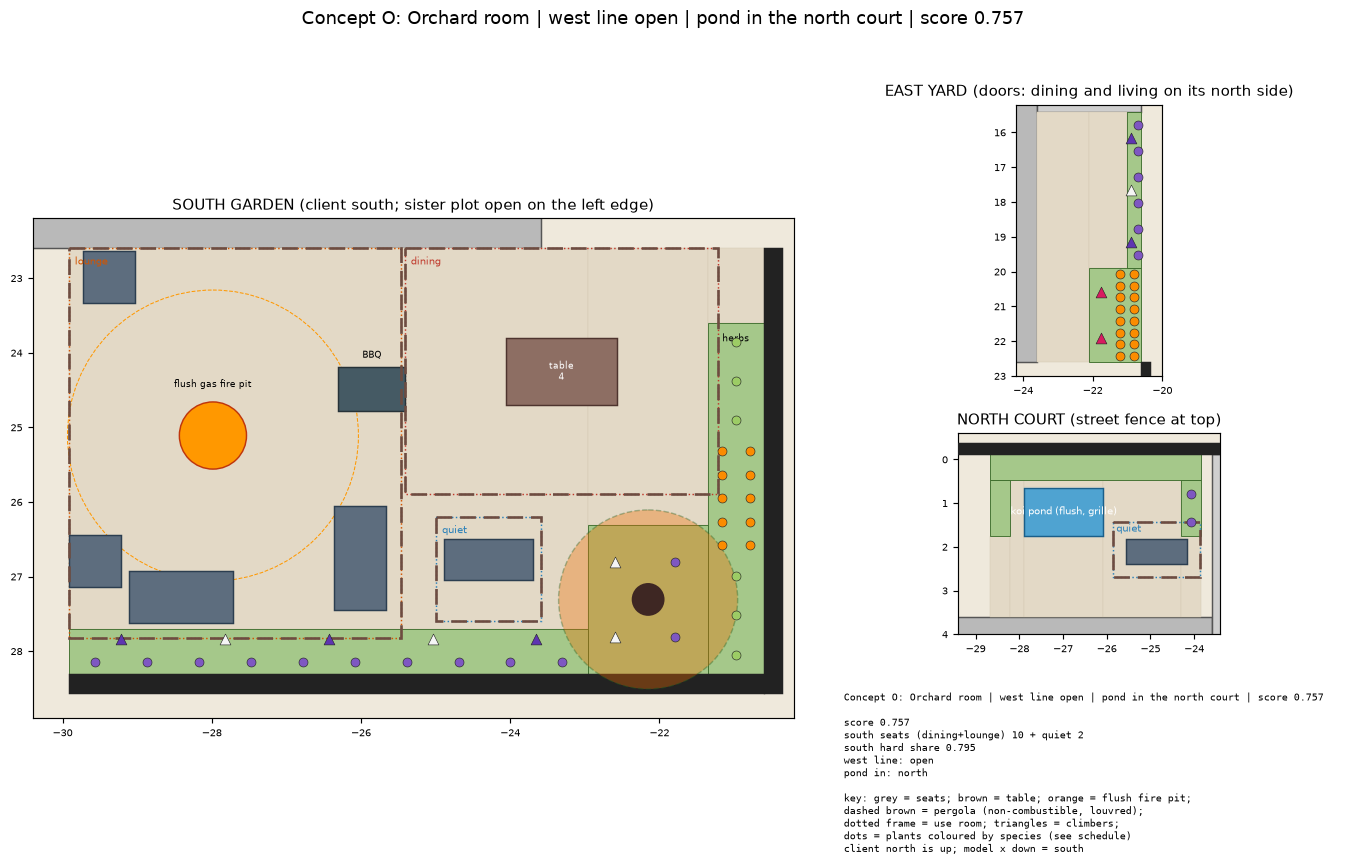 Concept O: Orchard room | west line open | pond in the north court | score 0.757
EAST YARD (doors: dining and living on its north side)
16
17
18
19
20
21
22
23
−24
−22
−20
SOUTH GARDEN (client south; sister plot open on the left edge)
lounge
dining
herbs
BBQ
table
4
flush gas fire pit
quiet
23
24
25
26
27
28
−30
−28
−26
−24
−22
NORTH COURT (street fence at top)
koi pond (flush, grille)
quiet
0
1
2
3
4
−29
−28
−27
−26
−25
−24
Concept O: Orchard room | west line open | pond in the north court | score 0.757
score 0.757
south seats (dining+lounge) 10 + quiet 2
south hard share 0.795
west line: open
pond in: north
key: grey = seats; brown = table; orange = flush fire pit;
dashed brown = pergola (non-combustible, louvred);
dotted frame = use room; triangles = climbers;
dots = plants coloured by species (see schedule)
client north is up; model x down = south